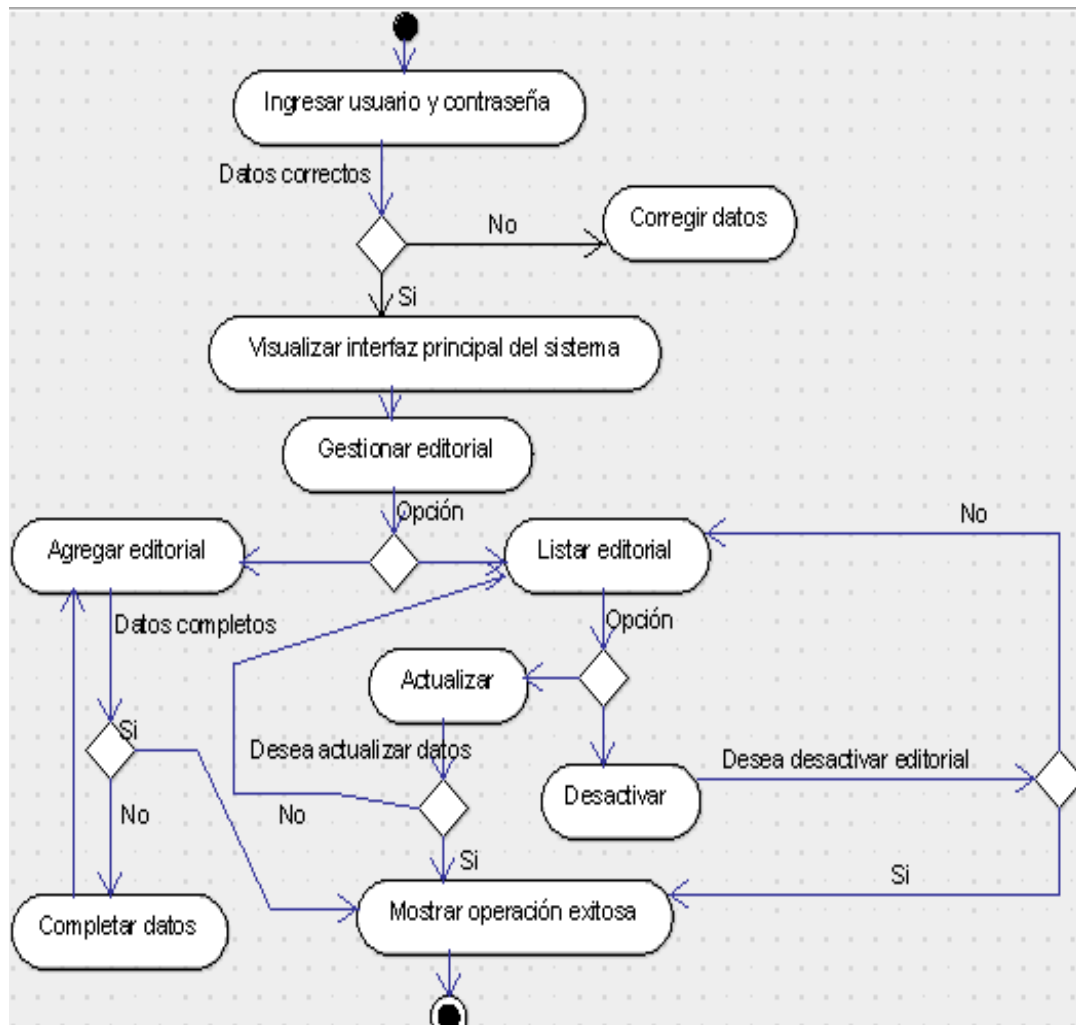 Ingresar usuario y contraseña
Datos correctos
No
Corregir datos
Si
Visualizar interfaz principal del sistema
Gestionar editorial
Opción
No
Agregar editorial
Listar editorial
Datos completos
Opción
Actualizar
Si
Desea actualizar datos
Desea desactivar editorial
Desactivar
No
No
Si
Si
Completar datos
Mostrar operación exitosa